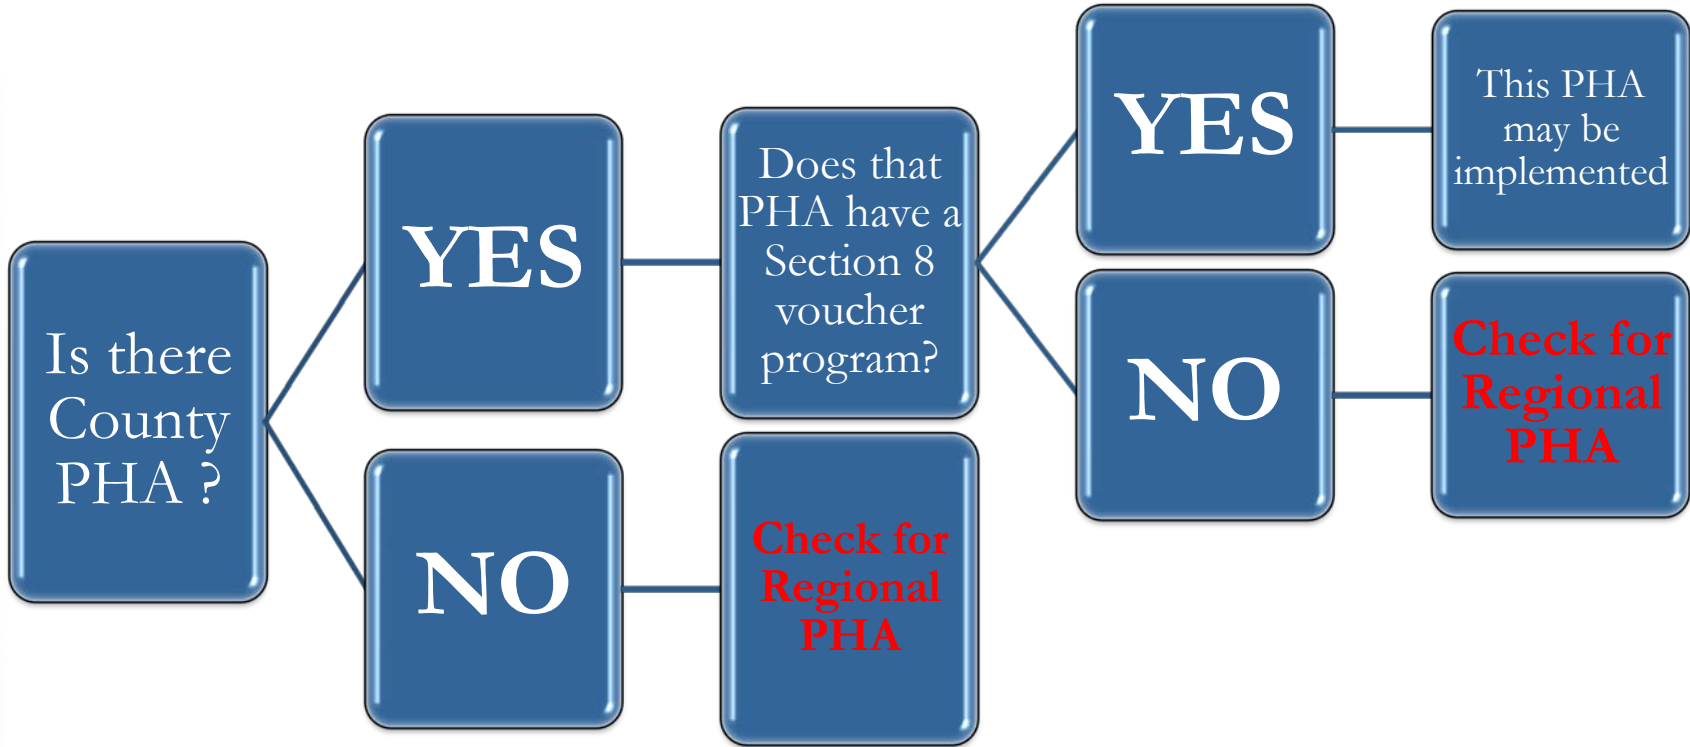 Is there
County
PHA ?
YES
Does that
PHA have a
Section 8
voucher
program?
YES
This PHA
may be
implemented
NO
Check for
Regional
PHA
NO
Check for
Regional
PHA